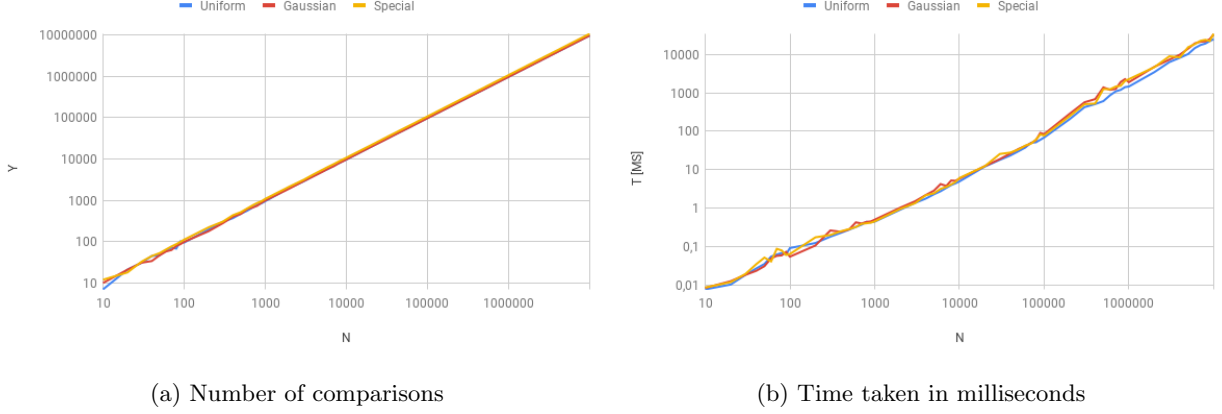 Uniform Gaussian Special
10000000
1000000
100000
10000
1000
100
10
Y
10 100 1000 10000 100000 1000000
N
(a) Number of comparisons
Uniform Gaussian Special
10000
1000
100
10
1
0,1
0,01
T [MS]
10 100 1000 10000 100000 1000000
N
(b) Time taken in milliseconds